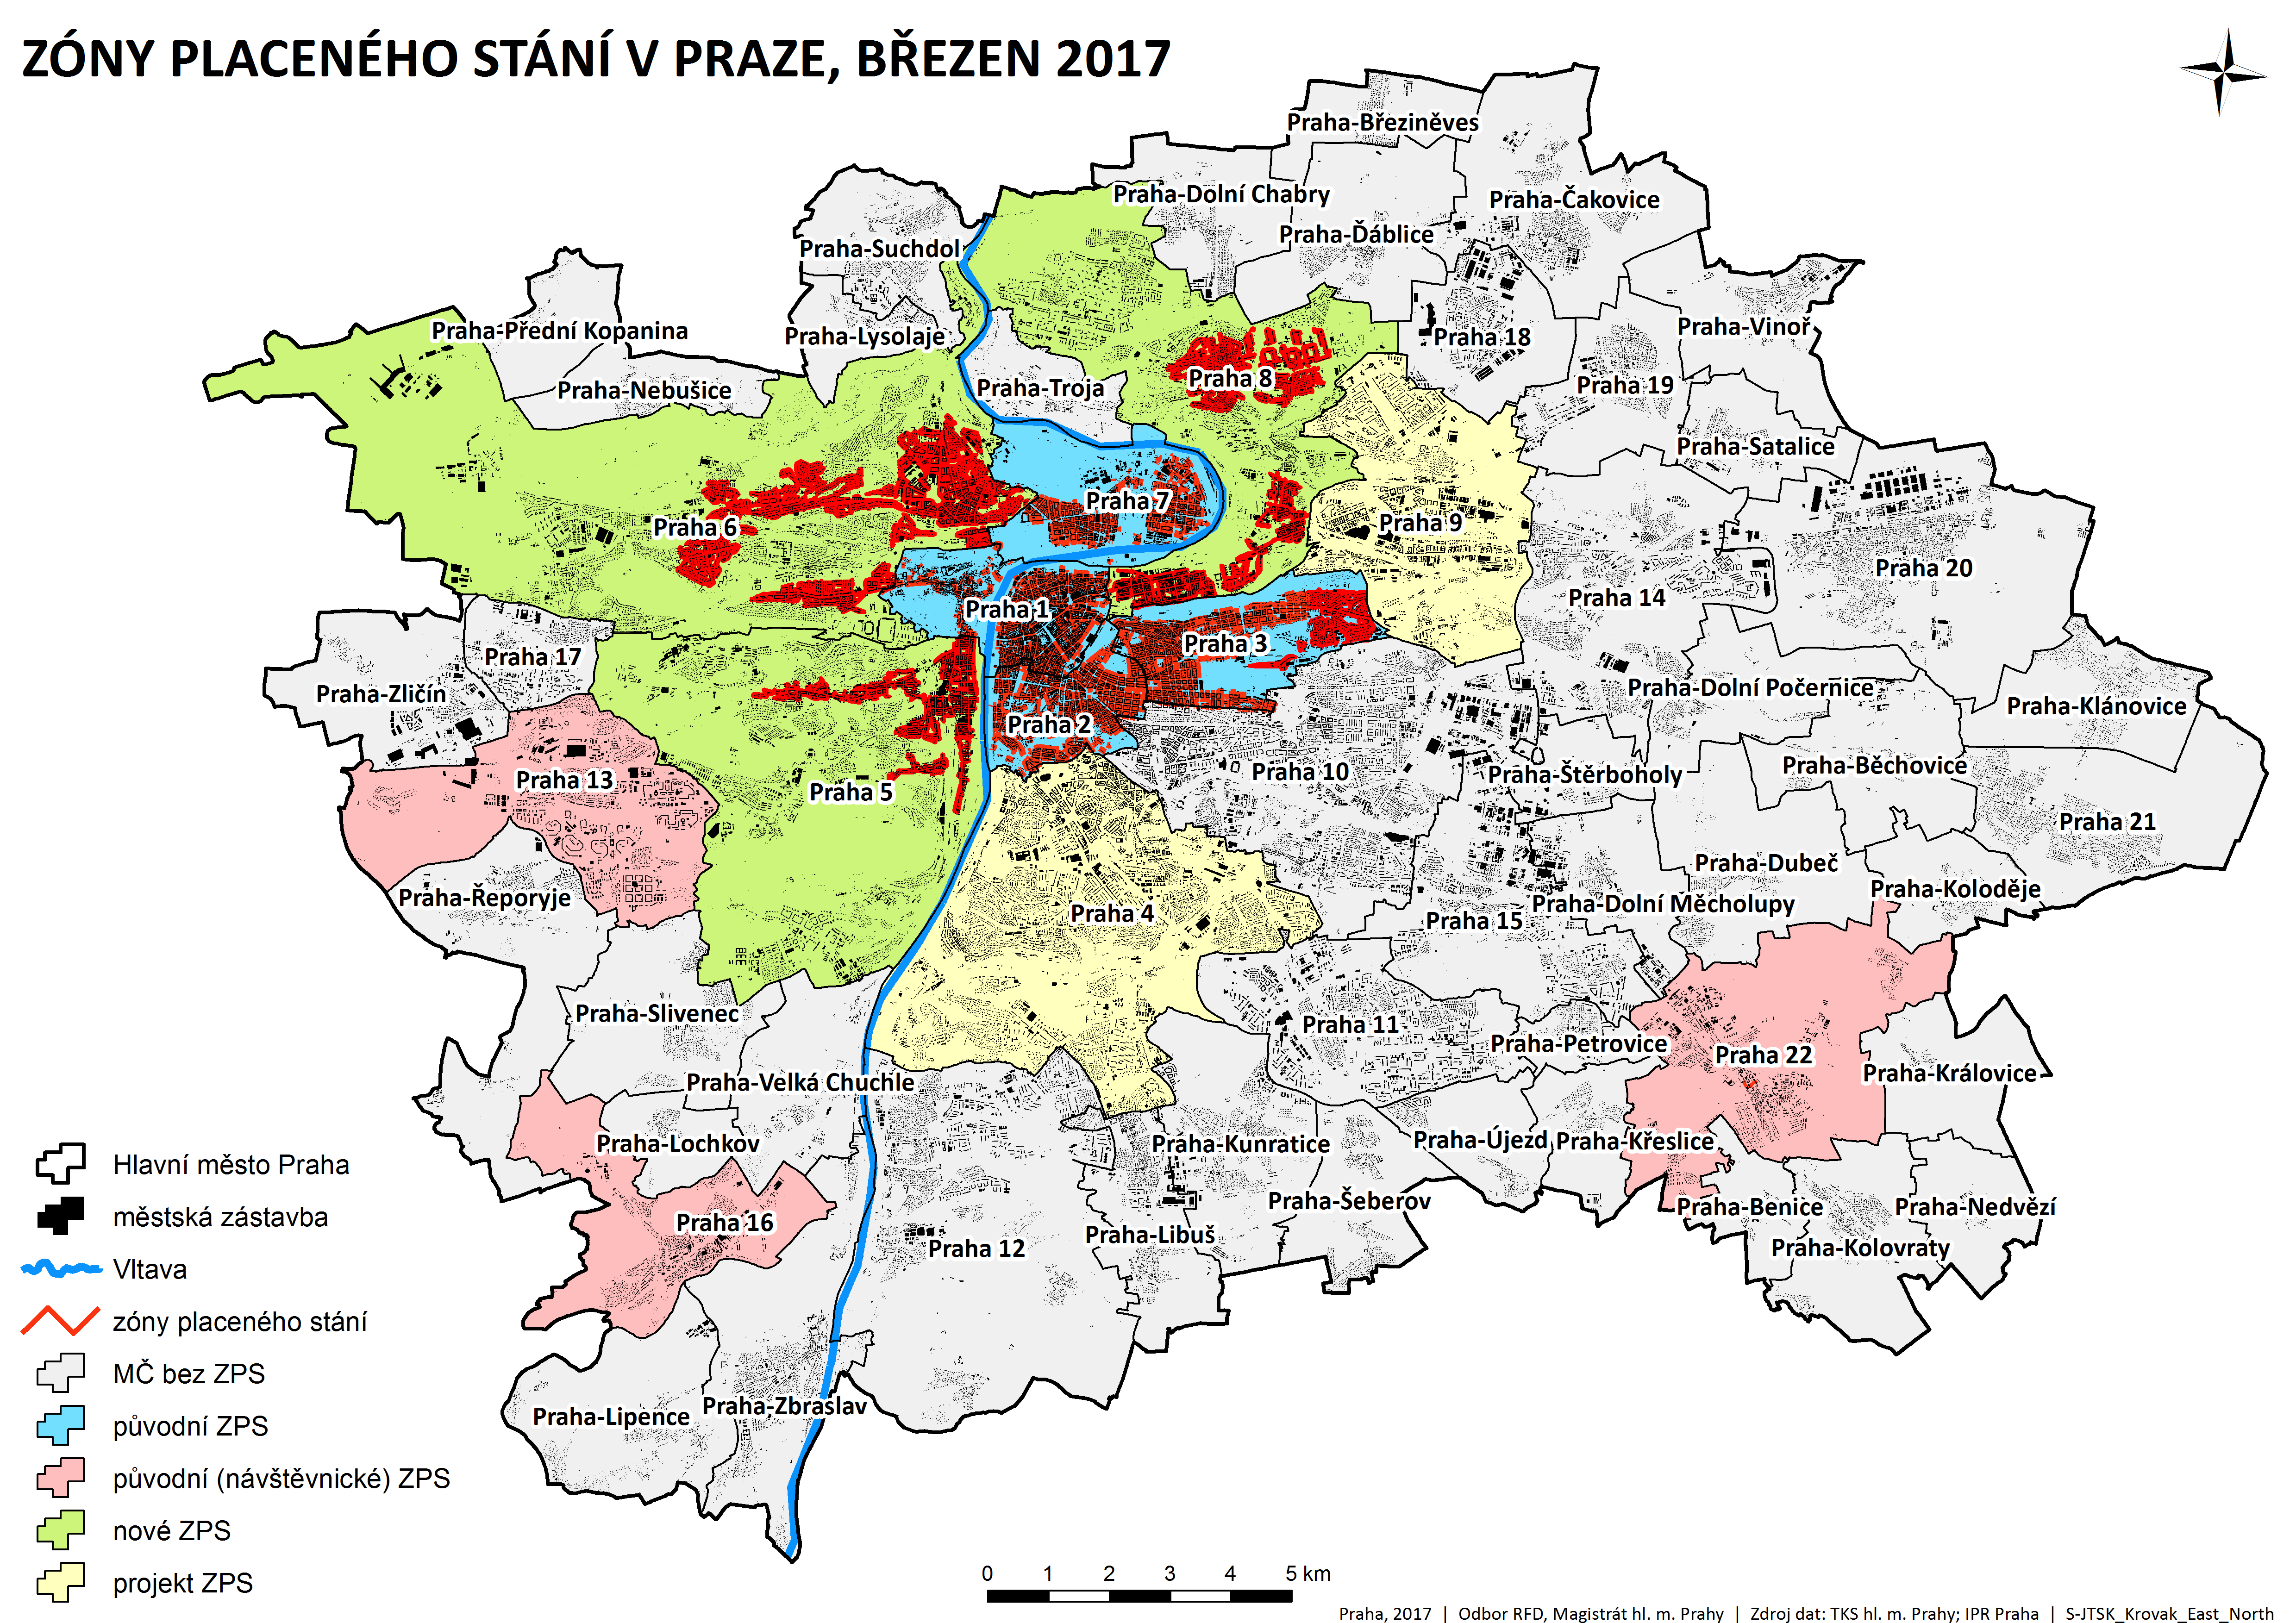 ZÓNY PLACENÉHO STÁNÍ V PRAZE, BŘEZEN 2017
Praha-Březiněves
Praha-Dolní Chabry
Praha-Čakovice
Praha-Ďáblice
Praha-Suchdol
Praha-Přední Kopanina
Praha-Lysolaje
Praha 18
Praha-Vinoř
Praha-Nebušice
Praha-Troja
Praha 8
Praha 19
Praha-Satalice
Praha 7
Praha 6
Praha 9
Praha 20
Praha 14
Praha 1
Praha 3
Praha 17
Praha-Zličín
Praha-Dolní Počernice
Praha-Klánovice
Praha 2
Praha 13
Praha 5
Praha 10
Praha-Štěrboholy
Praha-Běchovice
Praha 21
Praha-Dubeč
Praha-Řeporyje
Praha-Koloděje
Praha 4
Praha 15
Praha-Dolní Měcholupy
Praha-Slivenec
Praha 11
Praha-Petrovice
Praha 22
Praha-Královice
Praha-Velká Chuchle
Praha-Lochkov
Praha-Kunratice
Praha-Újezd
Praha-Křeslice
Praha-Šeberov
Praha-Benice
Praha-Nedvězí
Praha 16
Praha 12
Praha-Libuš
Praha-Kolovraty
Praha-Lipence
Praha-Zbraslav
Hlavní město Praha
městská zástavba
Vltava
zóny placeného stání
MČ bez ZPS
původní ZPS
původní (návštěvnické) ZPS
nové ZPS
projekt ZPS
0 1 2 3 4 5 km
Praha, 2017 | Odbor RFD, Magistrát hl. m. Prahy | Zdroj dat: TKS hl. m. Prahy; IPR Praha | S-JTSK_Krovak_East_North